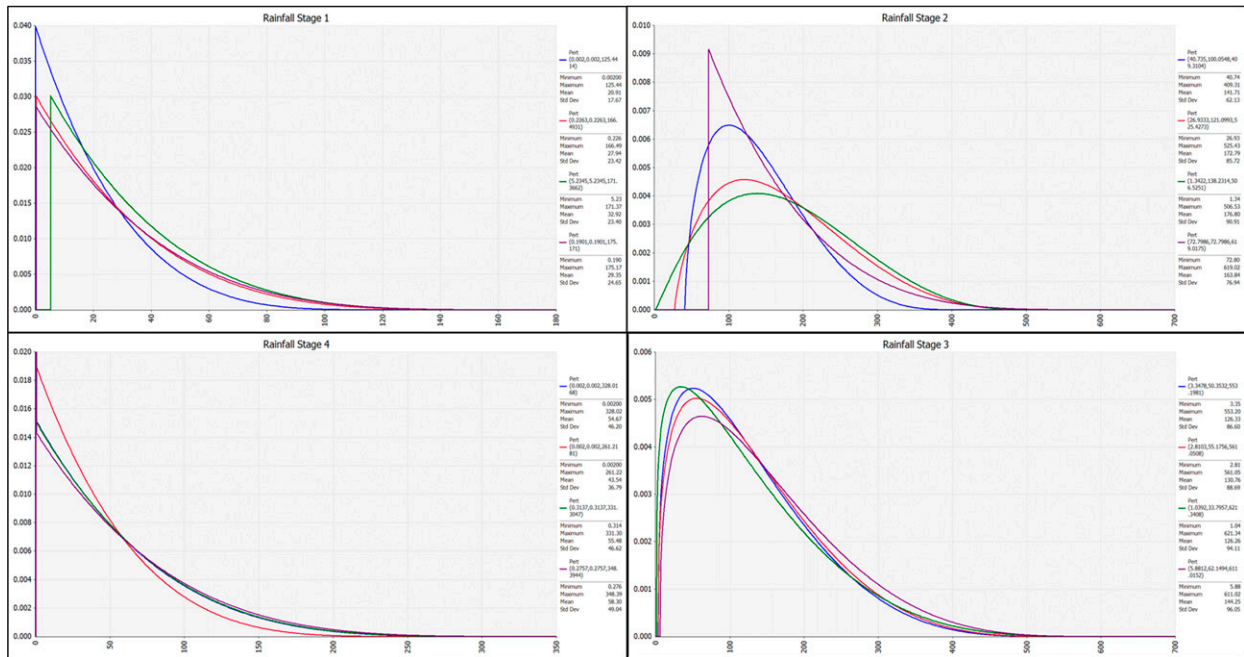 Rainfall Stage 1
0.040
0.035
0.030
0.025
0.020
0.015
0.010
0.005
0.000
0
20
40
60
80
100
120
140
160
180
Pert
(0.002,0.002,125.44
14)
Minimum 0.00200
Maximum 125.44
Mean 20.91
Std Dev 17.67
Pert
(0.2263,0.2263,166.
4931)
Minimum 0.226
Maximum 166.49
Mean 27.94
Std Dev 23.42
Pert
(5.2345,5.2345,171.
3662)
Minimum 5.23
Maximum 171.37
Mean 32.92
Std Dev 23.40
Pert
(0.1901,0.1901,175.
171)
Minimum 0.190
Maximum 175.17
Mean 29.35
Std Dev 24.65
Rainfall Stage 2
0.010
0.009
0.008
0.007
0.006
0.005
0.004
0.003
0.002
0.001
0.000
0
100
200
300
400
500
600
700
Pert
(40.735,100.0548,40
9.3104)
Minimum 40.74
Maximum 409.31
Mean 141.71
Std Dev 62.13
Pert
(26.9333,121.0993,5
25.4273)
Minimum 26.93
Maximum 525.43
Mean 172.79
Std Dev 85.72
Pert
(1.3422,138.2314,50
6.5251)
Minimum 1.34
Maximum 506.53
Mean 176.80
Std Dev 90.91
Pert
(72.7986,72.7986,61
9.0175)
Minimum 72.80
Maximum 619.02
Mean 163.84
Std Dev 76.94
Rainfall Stage 4
0.020
0.018
0.016
0.014
0.012
0.010
0.008
0.006
0.004
0.002
0.000
0
50
100
150
200
250
300
350
Pert
(0.002,0.002,328.01
68)
Minimum 0.00200
Maximum 328.02
Mean 54.67
Std Dev 46.20
Pert
(0.002,0.002,261.21
81)
Minimum 0.00200
Maximum 261.22
Mean 43.54
Std Dev 36.79
Pert
(0.3137,0.3137,331.
3047)
Minimum 0.314
Maximum 331.30
Mean 55.48
Std Dev 46.62
Pert
(0.2757,0.2757,348.
3944)
Minimum 0.276
Maximum 348.39
Mean 58.30
Std Dev 49.04
Rainfall Stage 3
0.006
0.005
0.004
0.003
0.002
0.001
0.000
0
100
200
300
400
500
600
700
Pert
(3.3478,50.3532,553
.1981)
Minimum 3.35
Maximum 553.20
Mean 126.33
Std Dev 86.60
Pert
(2.8103,55.1756,561
.0508)
Minimum 2.81
Maximum 561.05
Mean 130.76
Std Dev 88.69
Pert
(1.0392,33.7957,621
.3408)
Minimum 1.04
Maximum 621.34
Mean 126.26
Std Dev 94.11
Pert
(5.8812,62.1494,611
.0152)
Minimum 5.88
Maximum 611.02
Mean 144.25
Std Dev 96.05